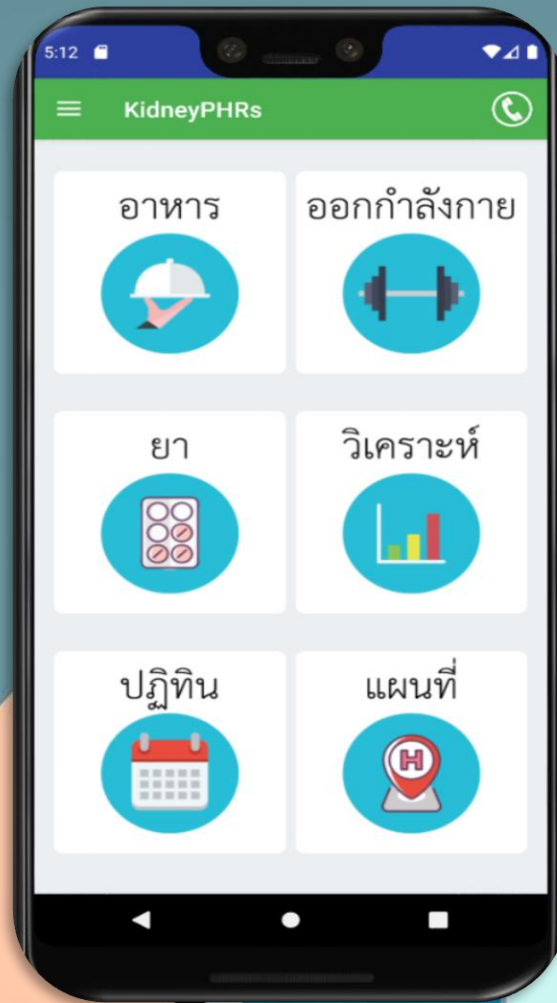 5:12
KidneyPHRs
อาหาร
ออกกำลังกาย
ยา
วิเคราะห์
ปฏิทิน
แผนที่
H